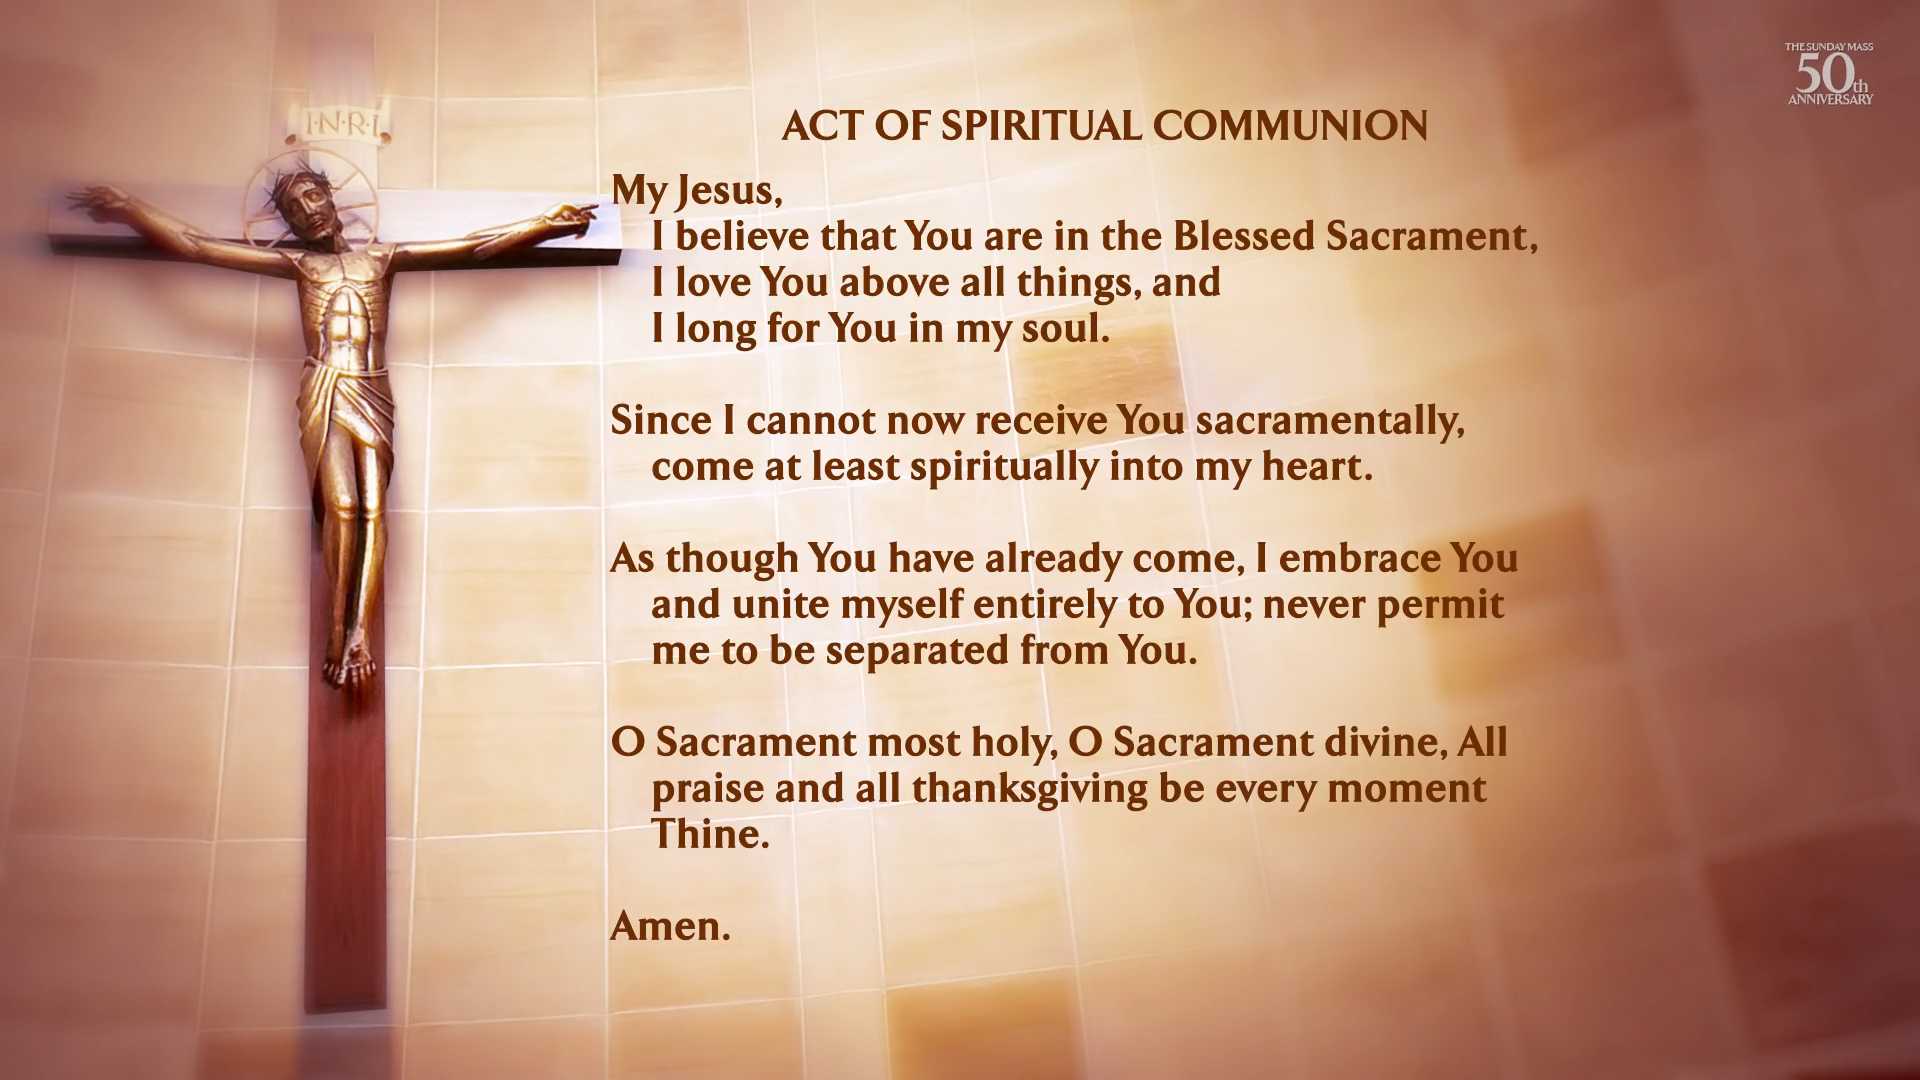 I·N·R·I
THE SUNDAY MASS
50th
ANNIVERSARY
ACT OF SPIRITUAL COMMUNION
My Jesus,
I believe that You are in the Blessed Sacrament,
I love You above all things, and
I long for You in my soul.
Since I cannot now receive You sacramentally,
come at least spiritually into my heart.
As though You have already come, I embrace You
and unite myself entirely to You; never permit
me to be separated from You.
O Sacrament most holy, O Sacrament divine, All
praise and all thanksgiving be every moment
Thine.
Amen.